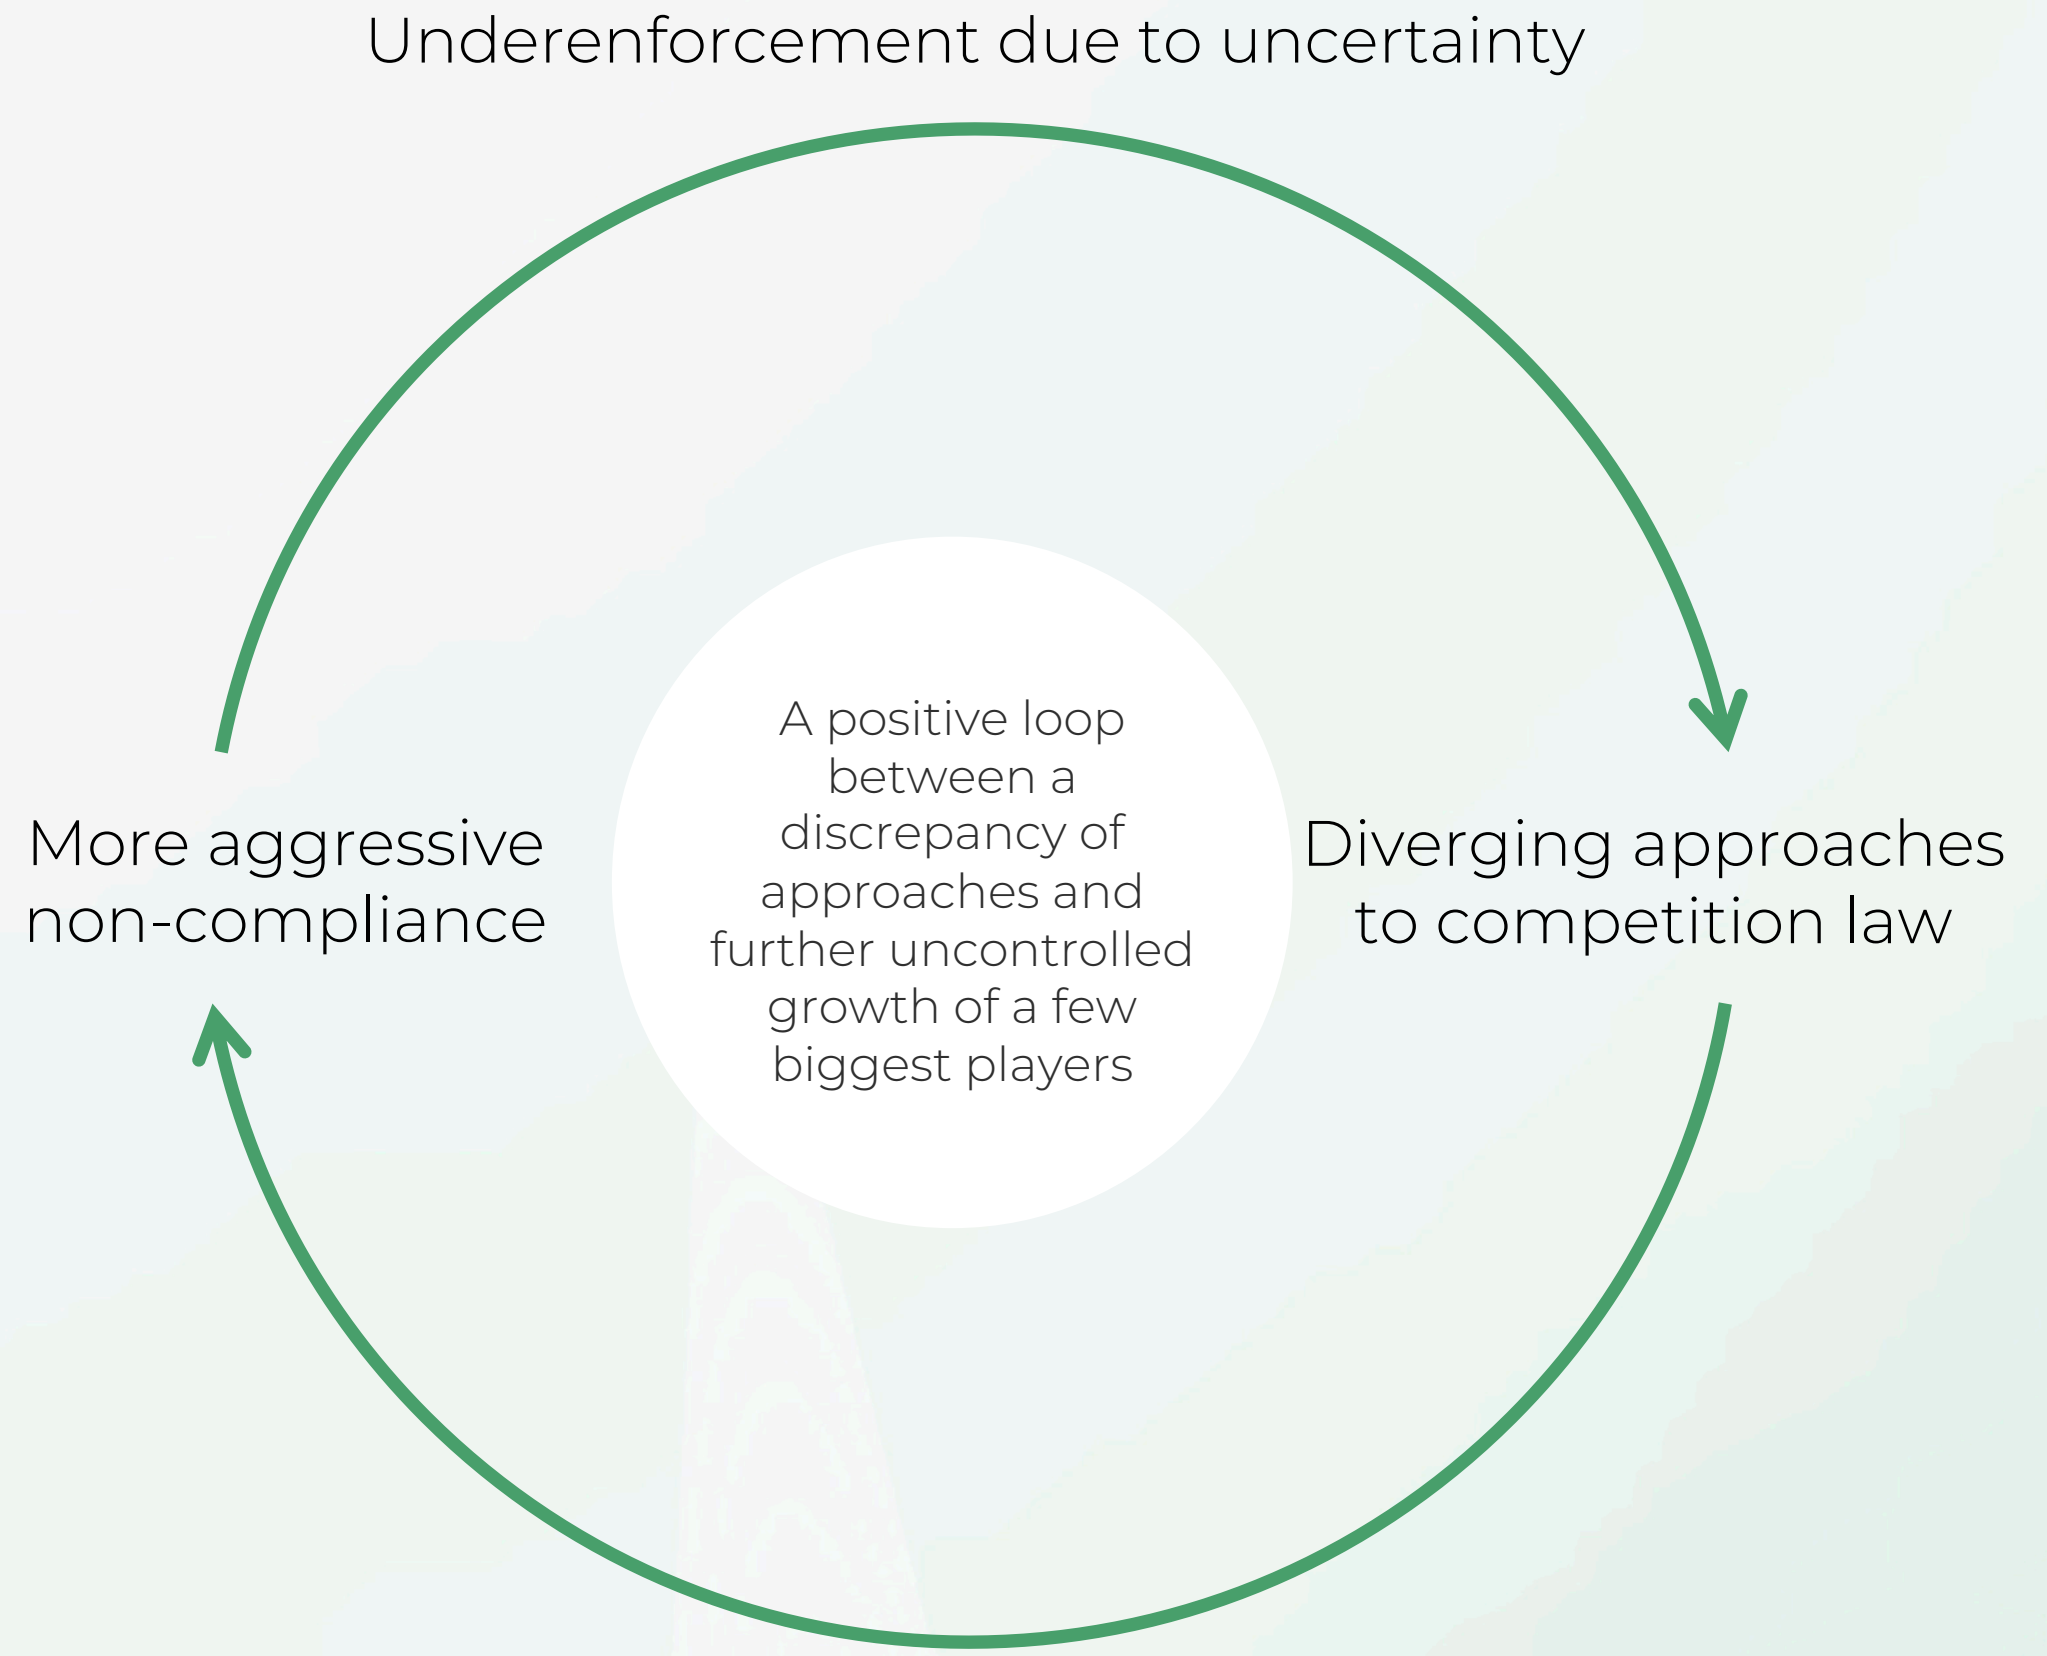 Underenforcement due to uncertainty
More aggressive
non-compliance
A positive loop
between a
discrepancy of
approaches and
further uncontrolled
growth of a few
biggest players
Diverging approaches
to competition law